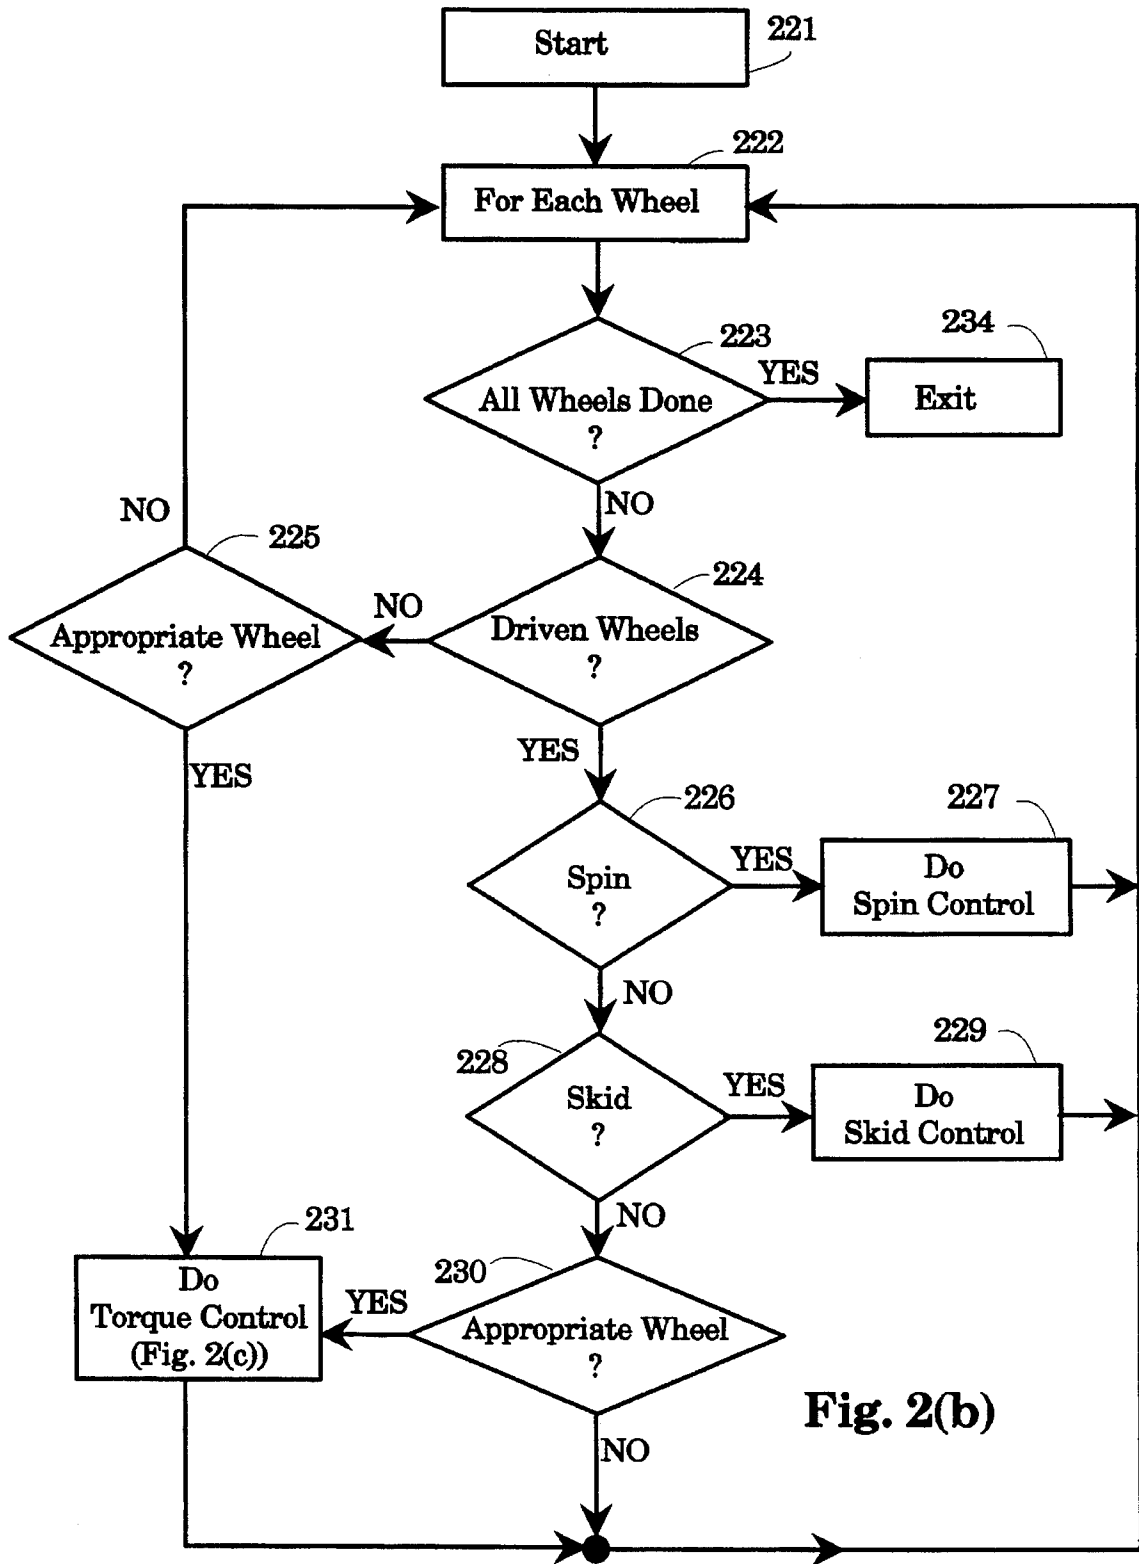 Start
221
222
For Each Wheel
223
234
YES
All Wheels Done
?
Exit
NO
NO
225
224
NO
Appropriate Wheel
?
Driven Wheels
?
YES
YES
226
227
YES
Spin
?
Do
Spin Control
NO
228
229
YES
Skid
?
Do
Skid Control
NO
231
230
Do
Torque Control
(Fig. 2(c))
YES
Appropriate Wheel
?
Fig. 2(b)
NO